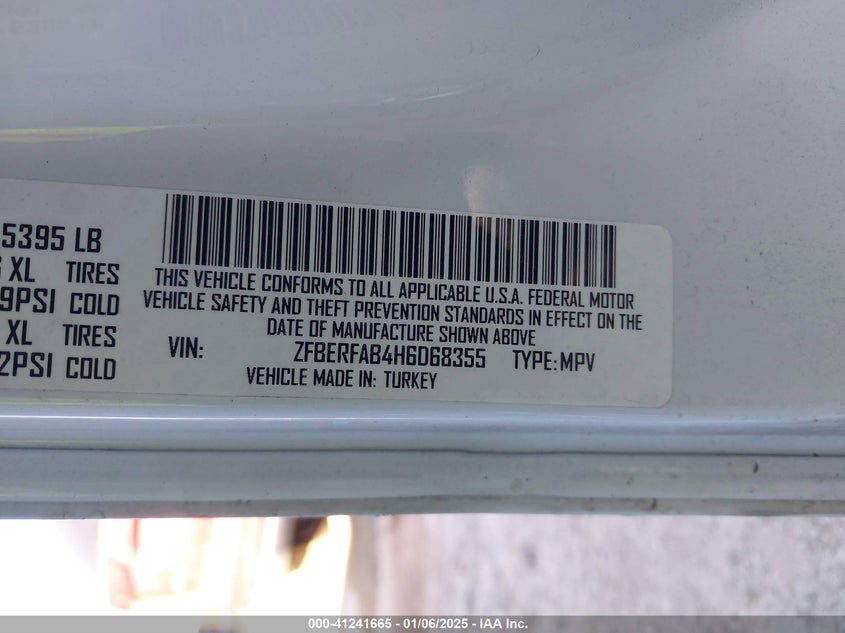 5395 LB
XL TIRES
9PSI COLD
XL TIRES
2PSI COLD
THIS VEHICLE CONFORMS TO ALL APPLICABLE U.S.A. FEDERAL MOTOR
VEHICLE SAFETY AND THEFT PREVENTION STANDARDS IN EFFECT ON THE
DATE OF MANUFACTURE SHOWN ABOVE
VIN: ZFBERFAB4H6D68355 TYPE: MPV
VEHICLE MADE IN: TURKEY
000-41241665 - 01/06/2025 - IAA Inc.